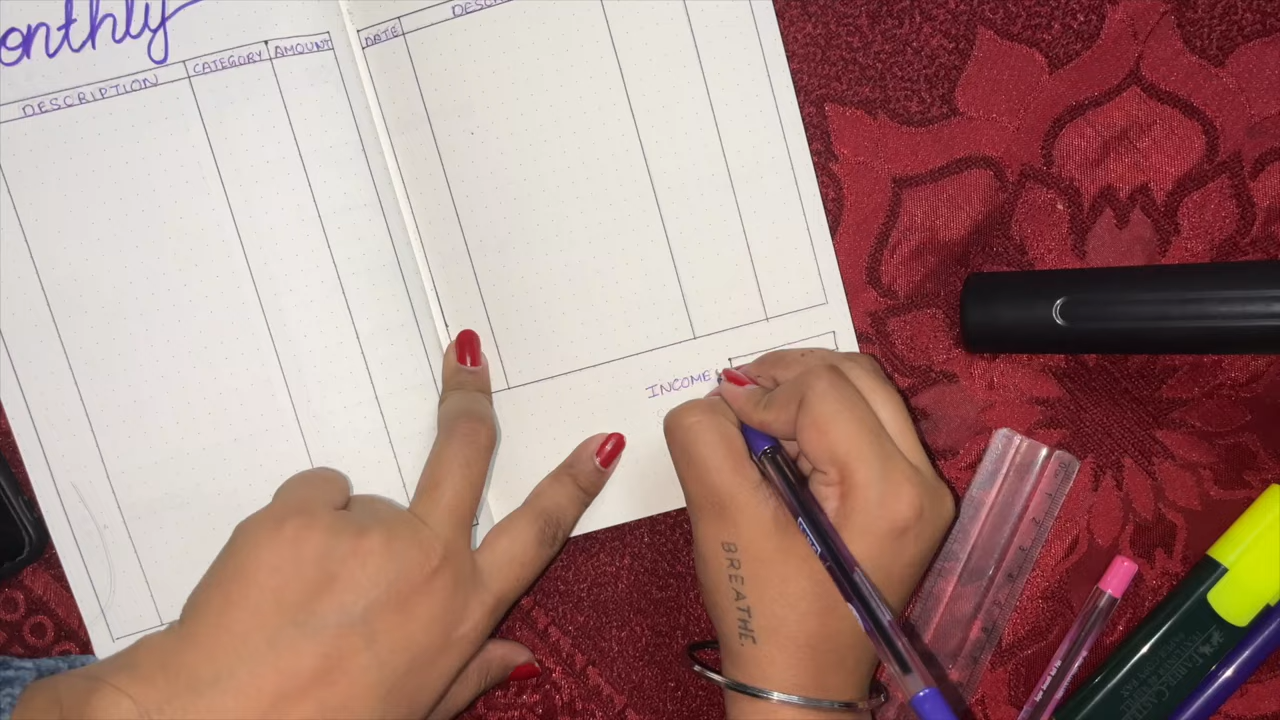 onthly
DESCRIPTION CATEGORY AMOUNT
DATE
INCOME
BREATHE.